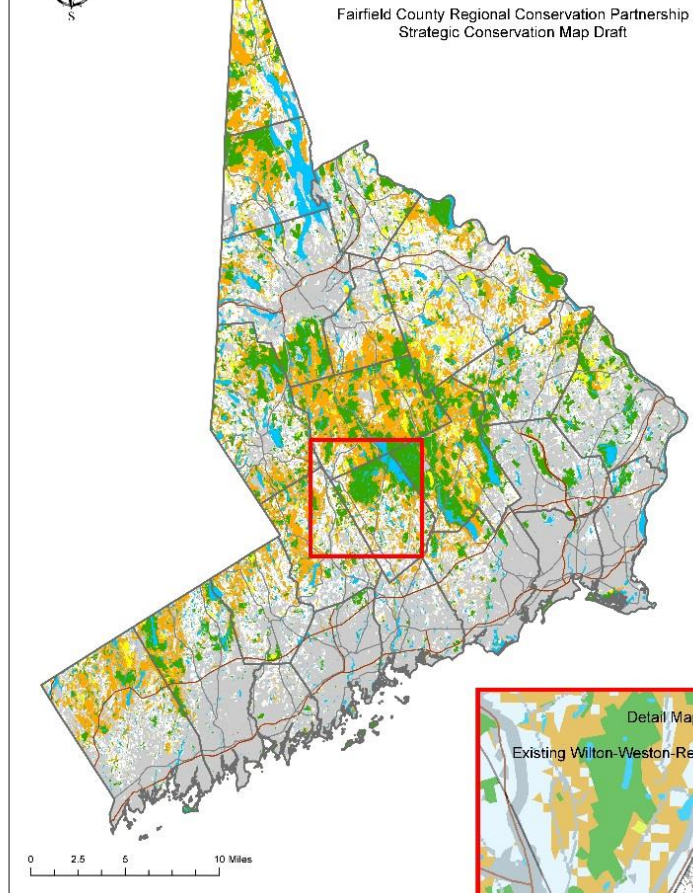 S
Fairfield County Regional Conservation Partnership
Strategic Conservation Map Draft
Detail Ma
Existing Wilton-Weston-Re
0 2.5 5 10 Miles